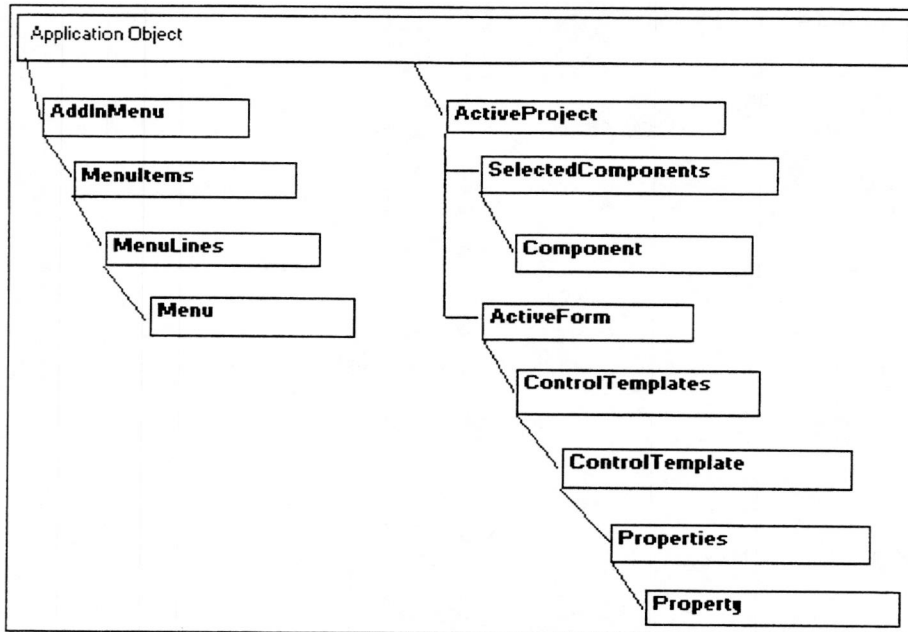 Application Object
AddInMenu
MenuItems
MenuLines
Menu
ActiveProject
SelectedComponents
Component
ActiveForm
ControlTemplates
ControlTemplate
Properties
Property